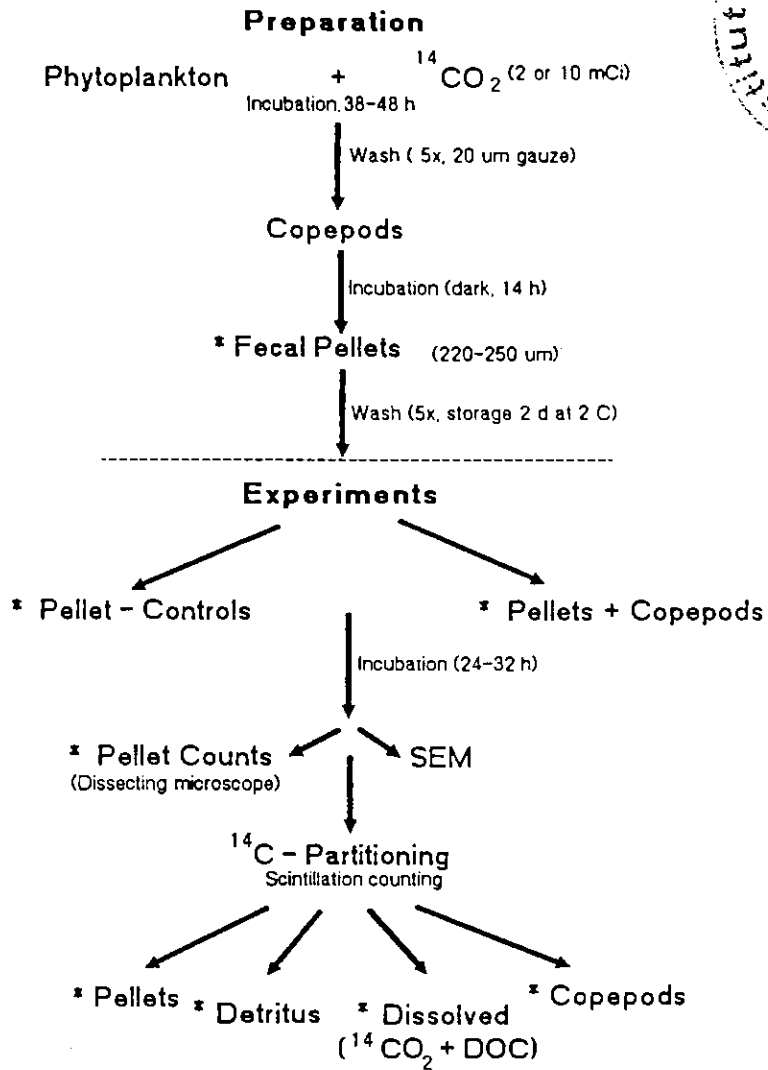 Preparation
Phytoplankton + ¹⁴CO₂ (2 or 10 mCi)
Incubation, 38-48 h
Wash ( 5x, 20 um gauze)
Copepods
Incubation (dark, 14 h)
* Fecal Pellets (220-250 um)
Wash (5x, storage 2 d at 2 C)
Experiments
* Pellet - Controls * Pellets + Copepods
Incubation (24-32 h)
* Pellet Counts SEM
(Dissecting microscope)
¹⁴C - Partitioning
Scintillation counting
* Pellets * Detritus * Dissolved * Copepods
(¹⁴CO₂ + DOC)